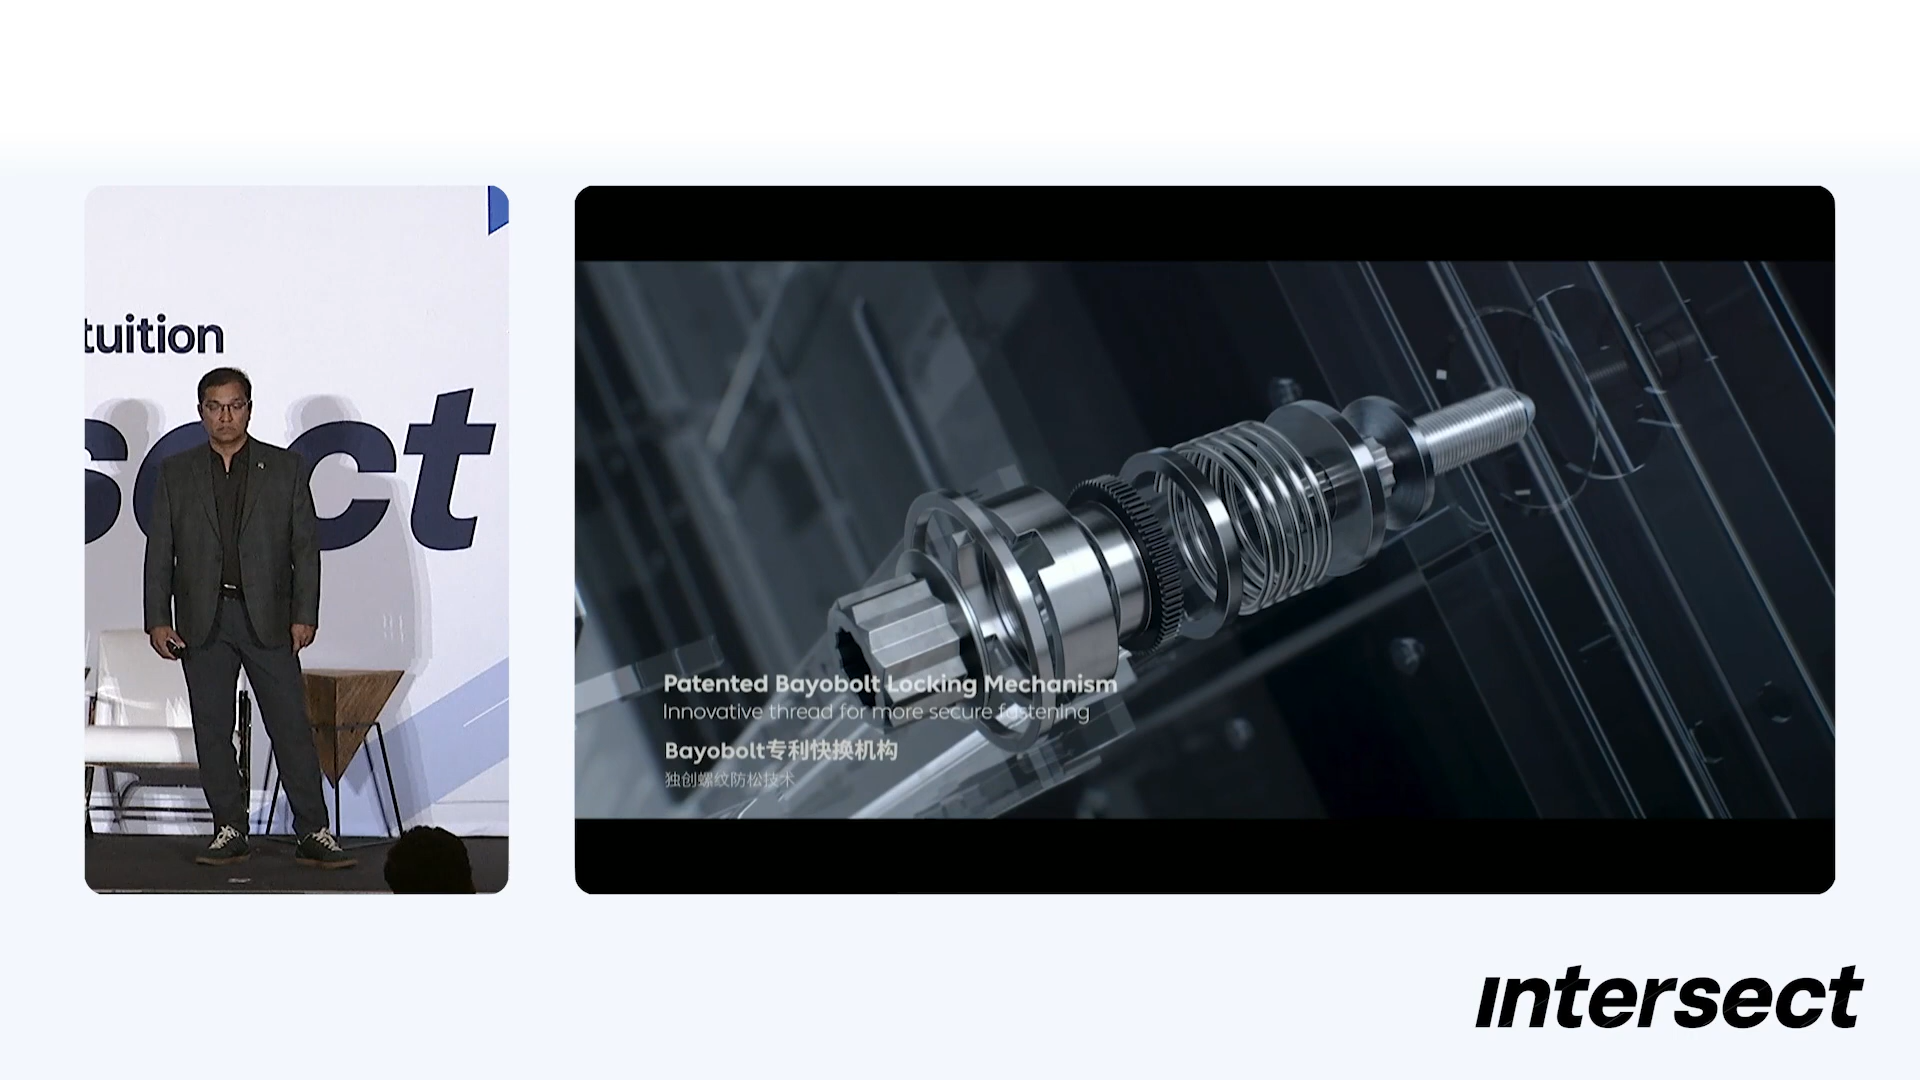 tuition
sect
Patented Bayobolt Locking Mechanism
Innovative thread for more secure fastening
Bayobolt专利快换机构
独创螺纹防松技术
intersect